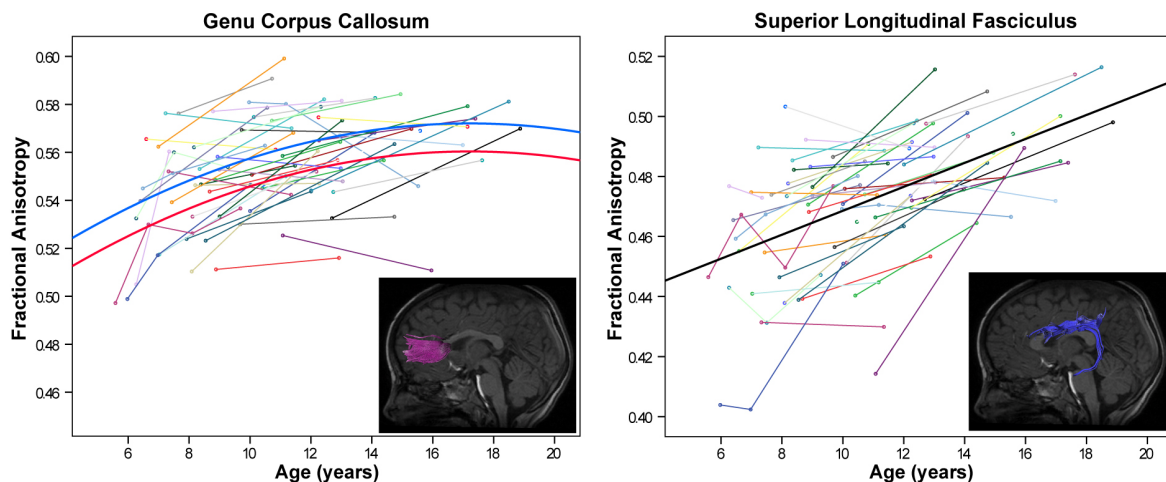 Genu Corpus Callosum
Fractional Anisotropy
0.60
0.58
0.56
0.54
0.52
0.50
0.48
0.46
6 8 10 12 14 16 18 20
Age (years)
Superior Longitudinal Fasciculus
Fractional Anisotropy
0.52
0.50
0.48
0.46
0.44
0.42
0.40
6 8 10 12 14 16 18 20
Age (years)